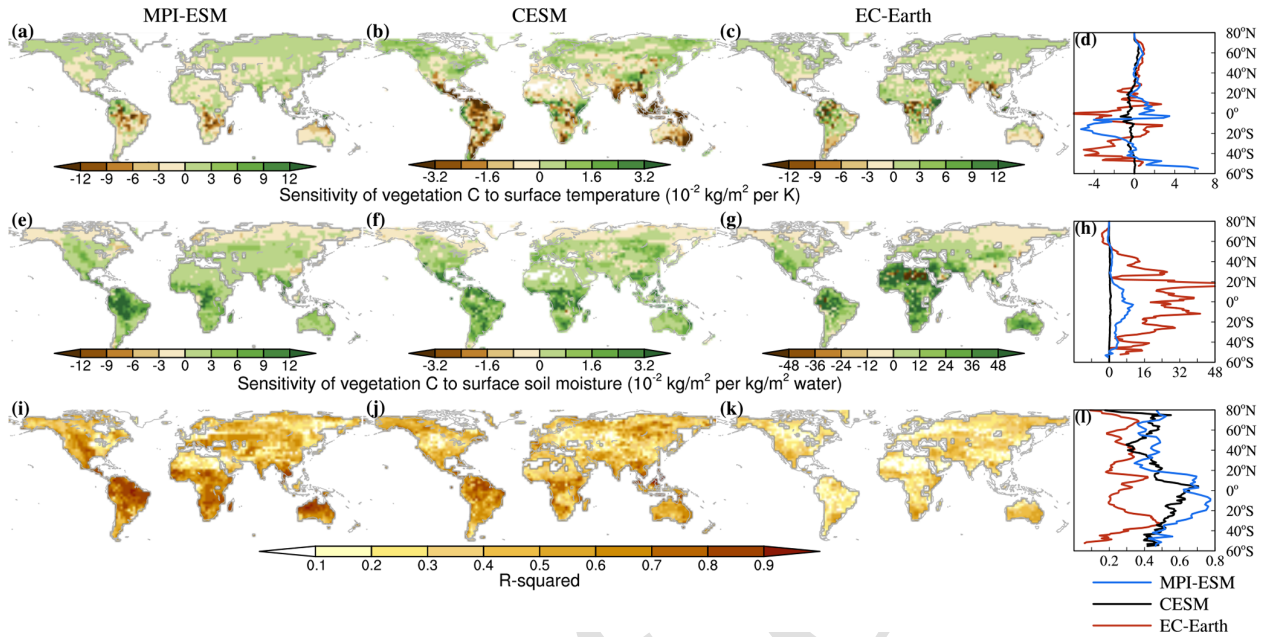 MPI-ESM CESM EC-Earth
(a) (b) (c) (d)
80°N
60°N
40°N
20°N
0°
20°S
40°S
60°S
-12 -9 -6 -3 0 3 6 9 12 -3.2 -1.6 0 1.6 3.2 -12 -9 -6 -3 0 3 6 9 12 -4 0 4 8
Sensitivity of vegetation C to surface temperature (10⁻² kg/m² per K)
(e) (f) (g) (h)
80°N
60°N
40°N
20°N
0°
20°S
40°S
60°S
-12 -9 -6 -3 0 3 6 9 12 -3.2 -1.6 0 1.6 3.2 -48 -36 -24 -12 0 12 24 36 48 0 16 32 48
Sensitivity of vegetation C to surface soil moisture (10⁻² kg/m² per kg/m² water)
(i) (j) (k) (l)
80°N
60°N
40°N
20°N
0°
20°S
40°S
60°S
0.1 0.2 0.3 0.4 0.5 0.6 0.7 0.8 0.9 0.2 0.4 0.6 0.8
R-squared
MPI-ESM
CESM
EC-Earth